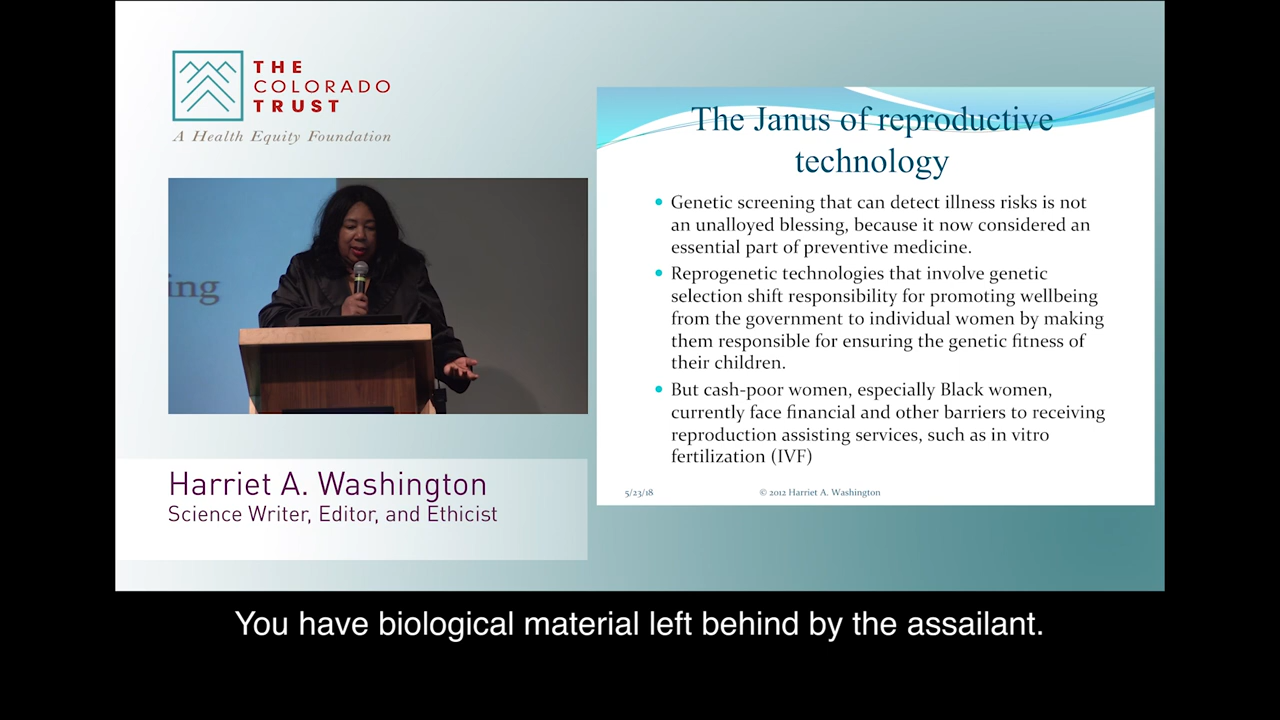 THE
COLORADO
TRUST
A Health Equity Foundation
ing
Harriet A. Washington
Science Writer, Editor, and Ethicist
The Janus of reproductive
technology
• Genetic screening that can detect illness risks is not
an unalloyed blessing, because it now considered an
essential part of preventive medicine.
• Reprogenetic technologies that involve genetic
selection shift responsibility for promoting wellbeing
from the government to individual women by making
them responsible for ensuring the genetic fitness of
their children.
• But cash-poor women, especially Black women,
currently face financial and other barriers to receiving
reproduction assisting services, such as in vitro
fertilization (IVF)
5/23/18
© 2012 Harriet A. Washington
You have biological material left behind by the assailant.